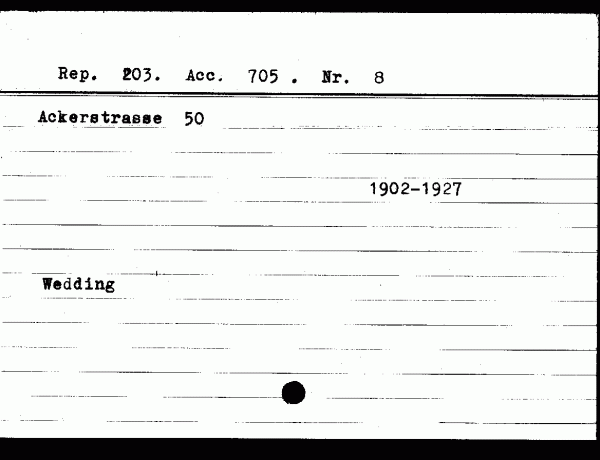 Rep. 203. Acc. 705 . Nr. 8
Ackerstrasse 50
1902-1927
Wedding